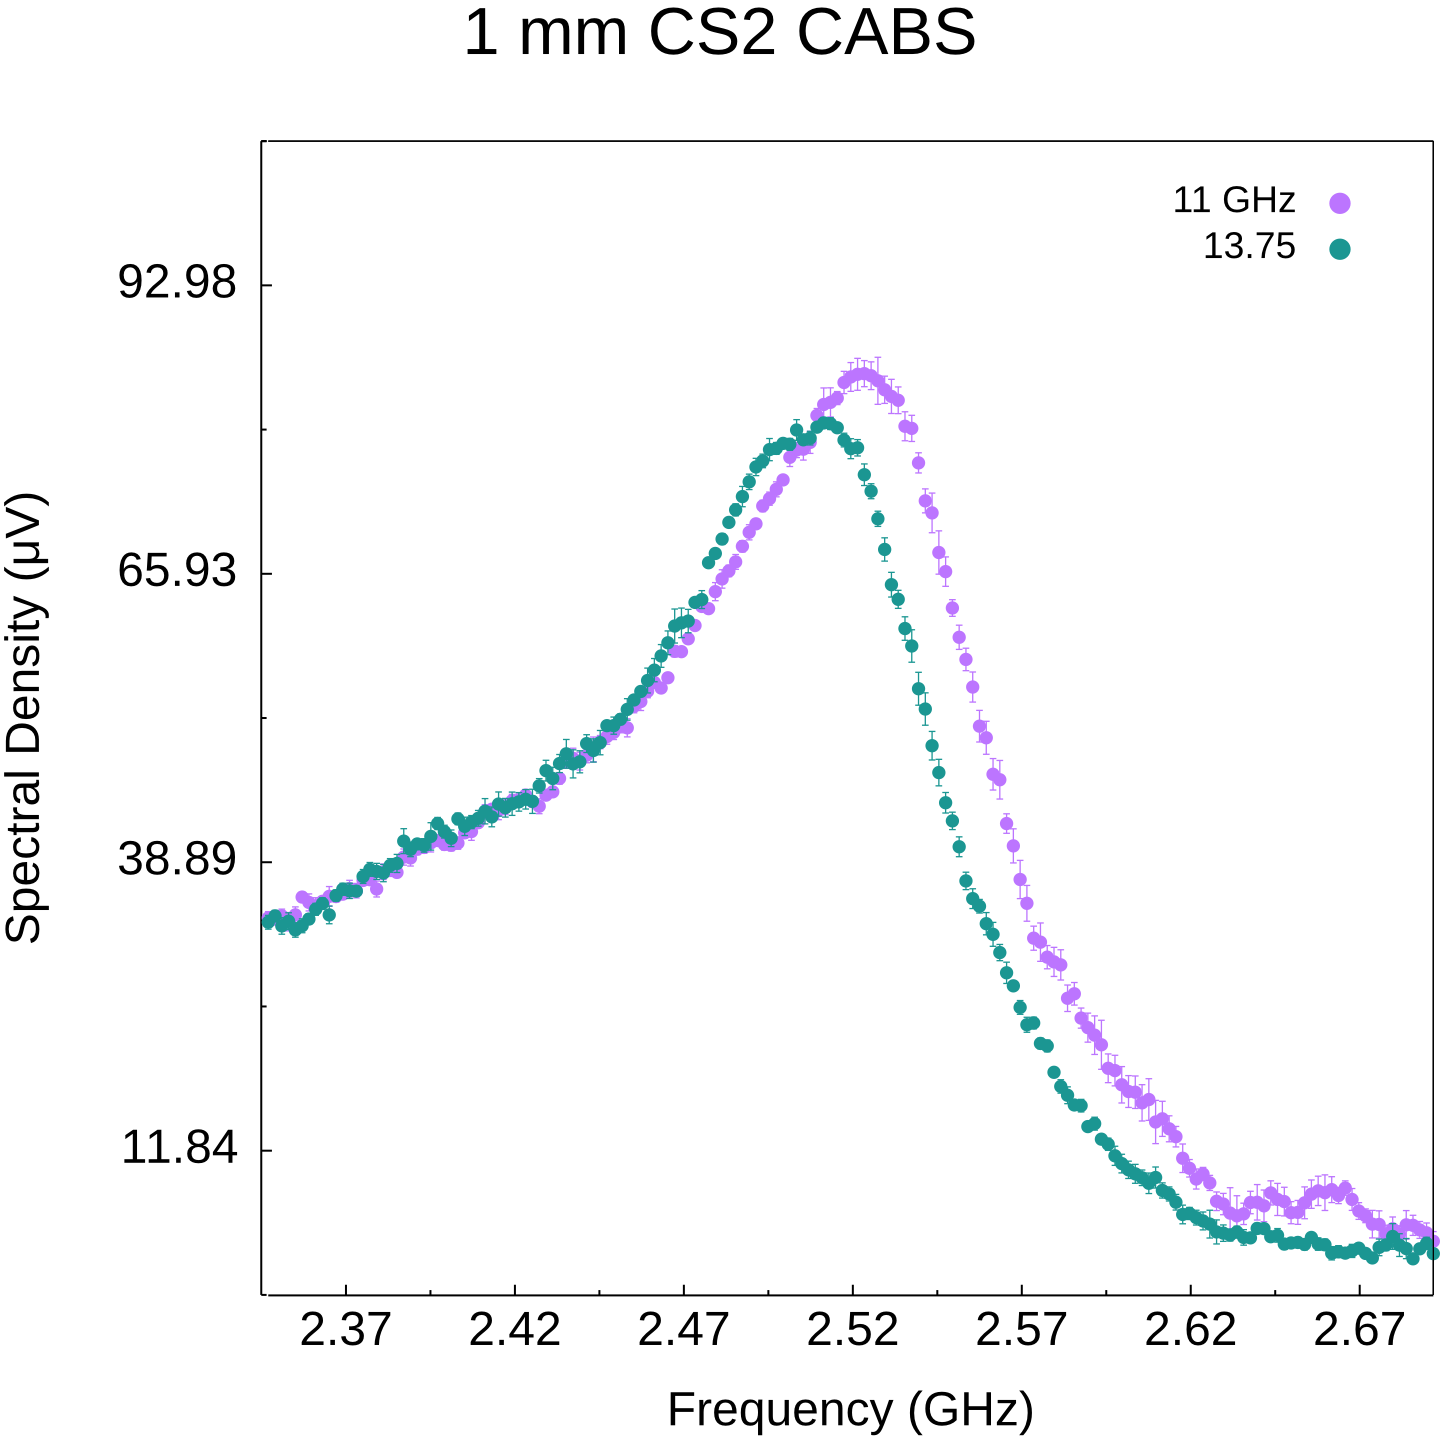 1 mm CS2 CABS
11 GHz
13.75
92.98
65.93
38.89
11.84
Spectral Density (μV)
2.37 2.42 2.47 2.52 2.57 2.62 2.67
Frequency (GHz)